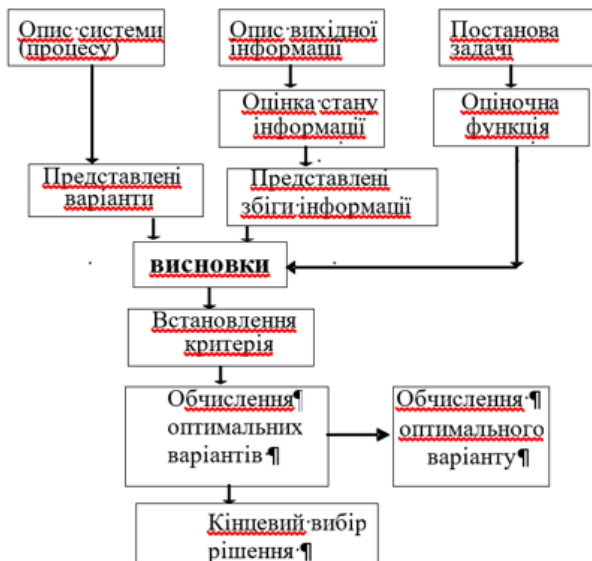 Опис системи
(процесу)
Опис вихідної
інформації
Постанова
задачі
Оцінка стану
інформації
Оціночна
функція
Представлені
варіанти
Представлені
збіги інформації
висновки
Встановлення
критерія
Обчислення¶
оптимальних
варіантів ¶
Обчислення ¶
оптимального
варіанту¶
Кінцевий вибір
рішення ¶